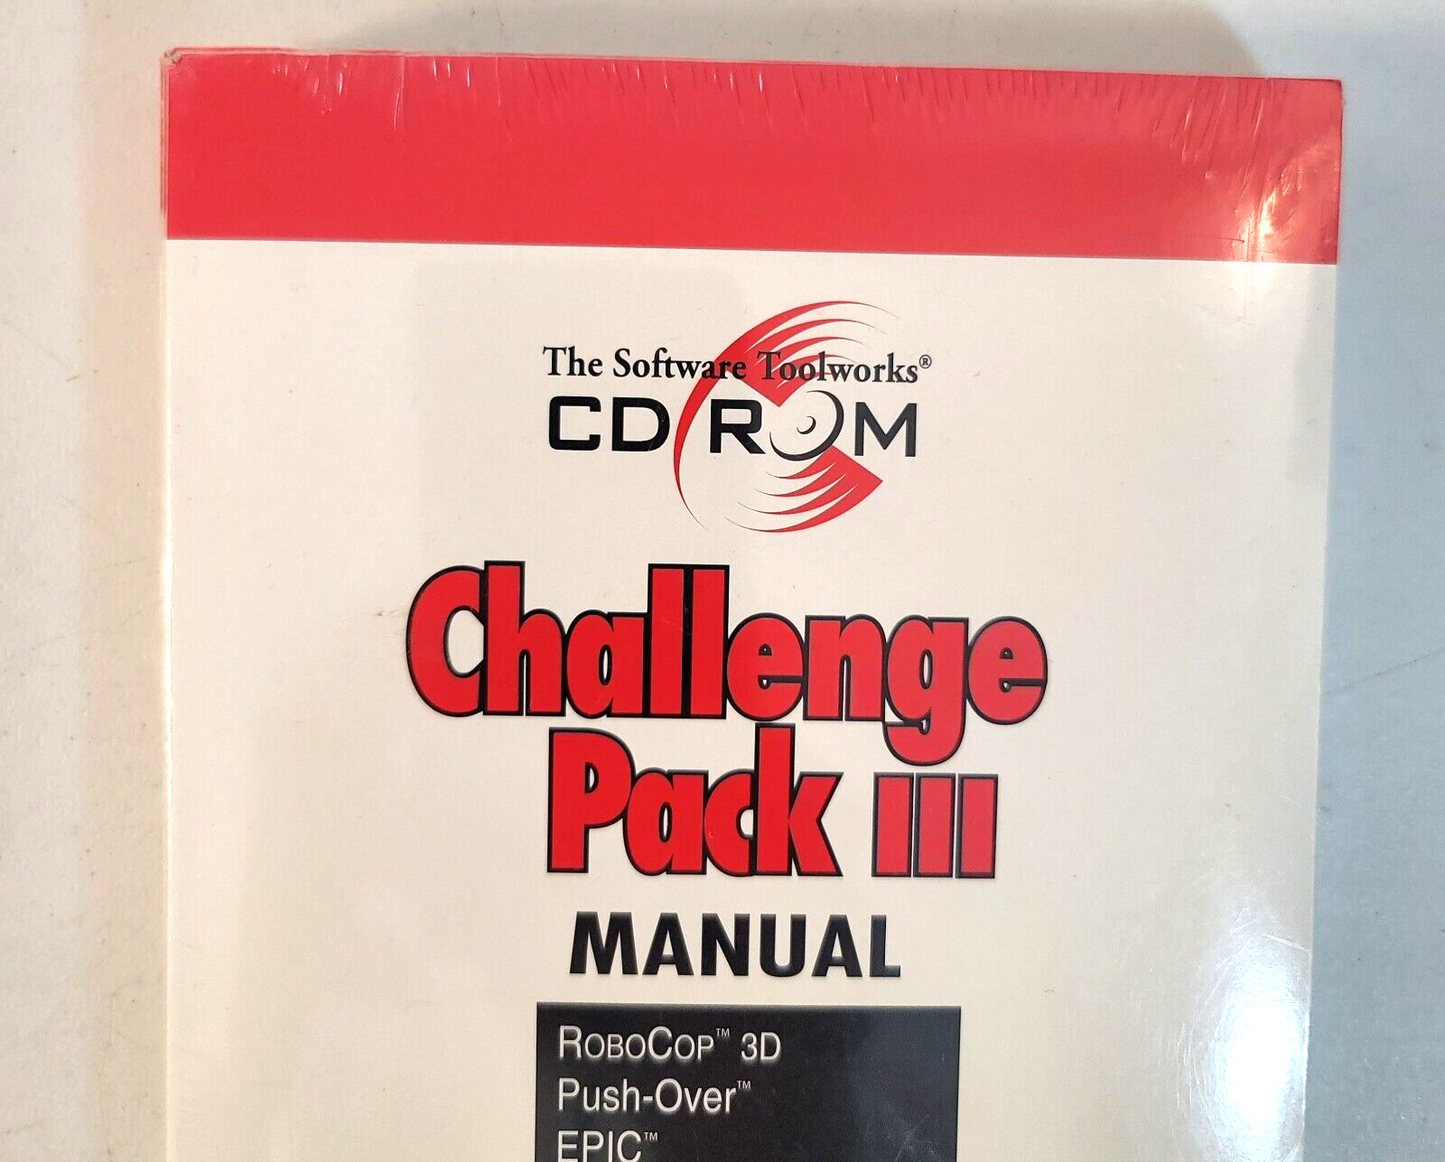 The Software Toolworks®
CD ROM
Challenge
Pack III
MANUAL
ROBOCOP™ 3D
Push-Over™
EPIC™